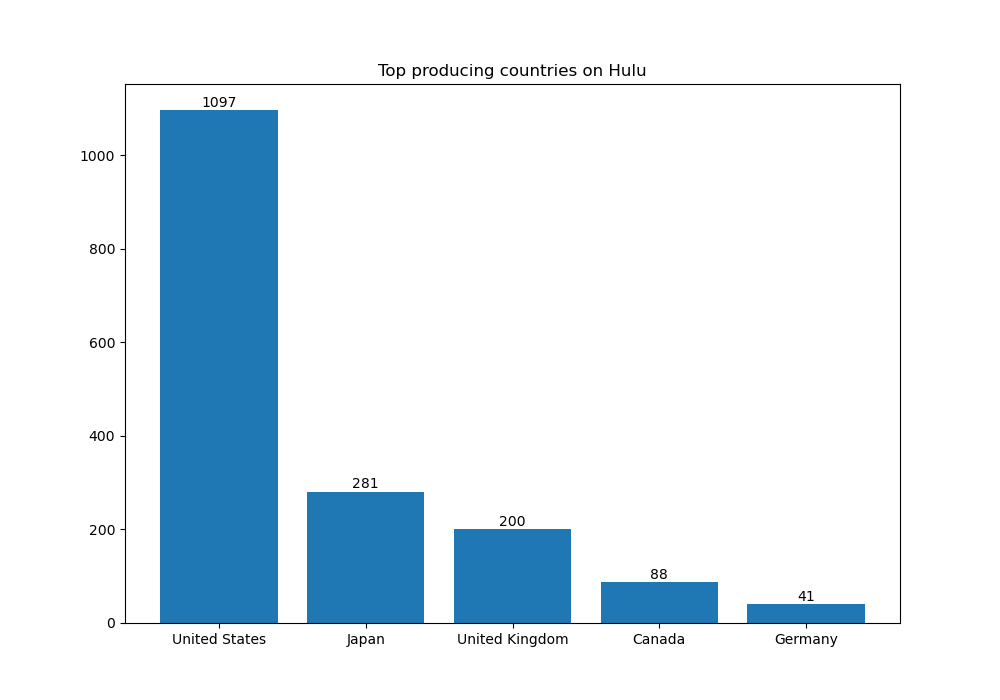 Top producing countries on Hulu
1097
1000
800
600
400
200
0
281
200
88
41
United States
Japan
United Kingdom
Canada
Germany